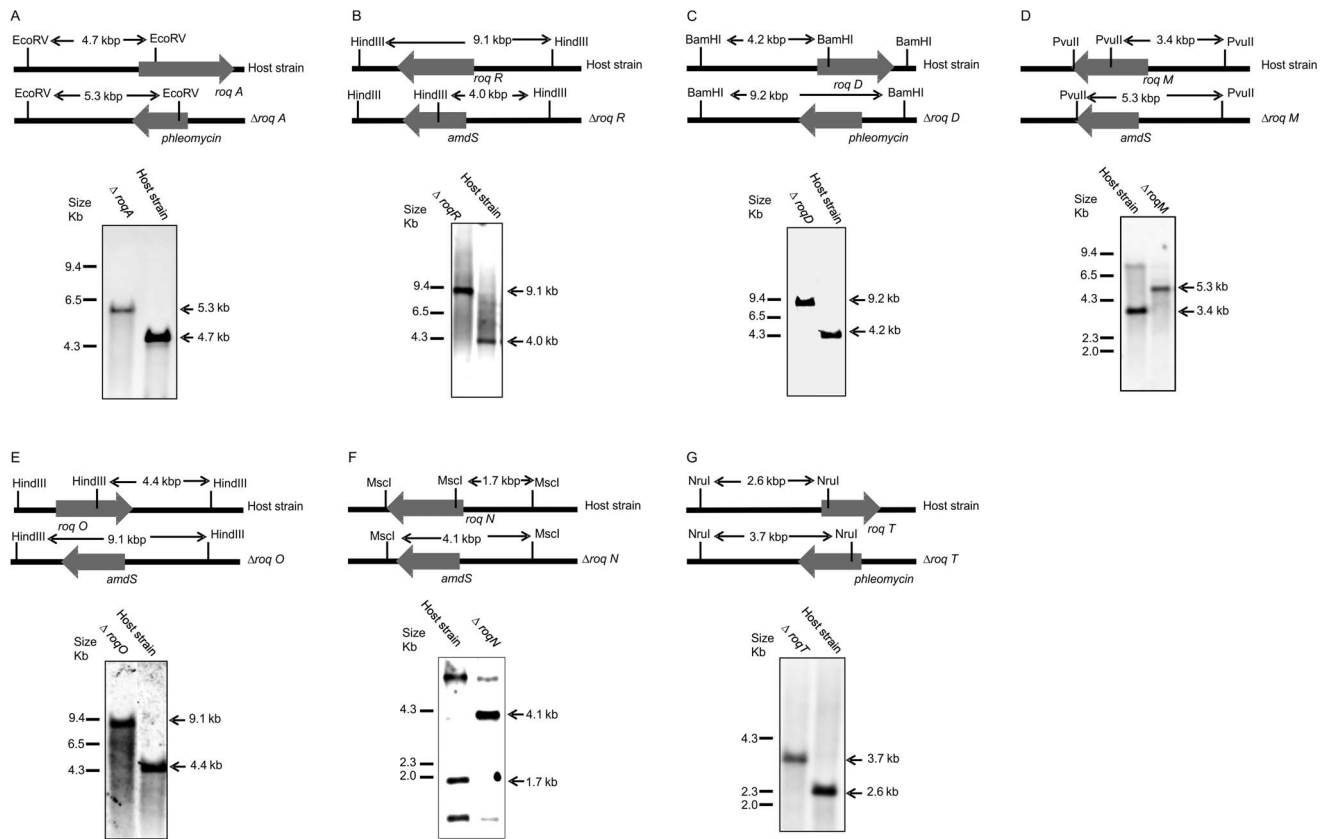 A
EcoRV 4.7 kbp EcoRV
Host strain
roq A
EcoRV 5.3 kbp EcoRV
Δroq A
phleomycin
Size Kb
Δ roqA Host strain
9.4
6.5
4.3
5.3 kb
4.7 kb
B
HindIII 9.1 kbp HindIII
Host strain
roq R
HindIII HindIII 4.0 kbp HindIII
Δroq R
amdS
Size Kb
Δ roqR Host strain
9.4
6.5
4.3
9.1 kb
4.0 kb
C
BamHI 4.2 kbp BamHI BamHI
Host strain
roq D
BamHI 9.2 kbp BamHI
Δroq D
phleomycin
Size Kb
Δ roqD Host strain
9.4
6.5
4.3
9.2 kb
4.2 kb
D
PvuII PvuII 3.4 kbp PvuII
Host strain
roq M
PvuII 5.3 kbp PvuII
Δroq M
amdS
Size Kb
Host strain Δ roqM
9.4
6.5
4.3
2.3
2.0
5.3 kb
3.4 kb
E
HindIII HindIII 4.4 kbp HindIII
Host strain
roq O
HindIII 9.1 kbp HindIII
Δroq O
amdS
Size Kb
Δ roqO Host strain
9.4
6.5
4.3
9.1 kb
4.4 kb
F
MscI MscI 1.7 kbp MscI
Host strain
roq N
MscI 4.1 kbp MscI
Δroq N
amdS
Size Kb
Host strain Δ roqN
4.3
2.3
2.0
4.1 kb
1.7 kb
G
NruI 2.6 kbp NruI
Host strain
roq T
NruI 3.7 kbp NruI
Δroq T
phleomycin
Size Kb
Δ roqT Host strain
4.3
2.3
2.0
3.7 kb
2.6 kb